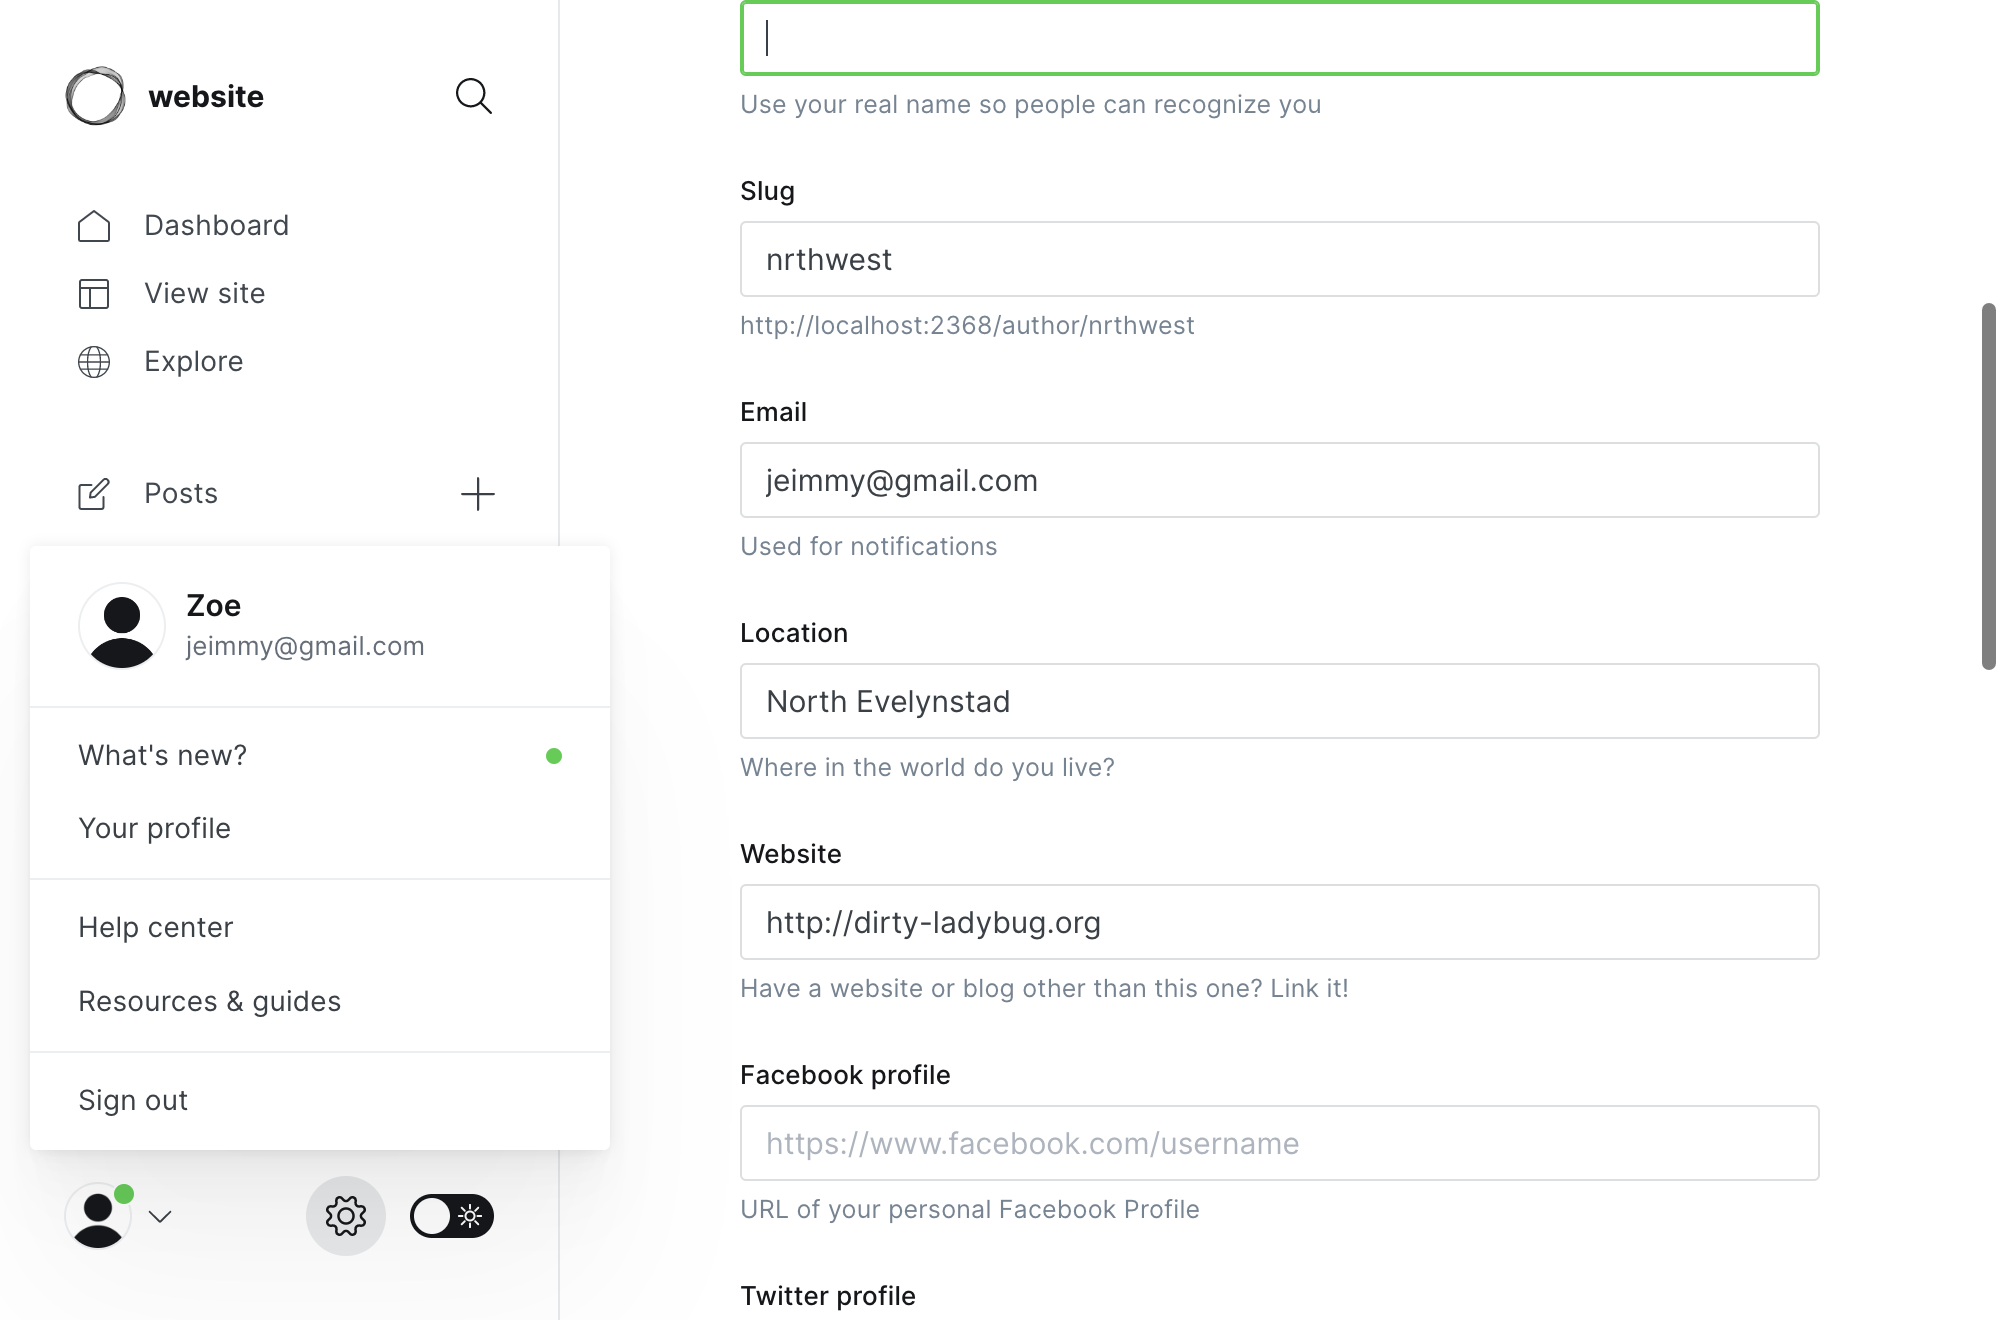 website
Dashboard
View site
Explore
Posts
Zoe
jeimmy@gmail.com
What's new?
Your profile
Help center
Resources & guides
Sign out
Use your real name so people can recognize you
Slug
nrthwest
http://localhost:2368/author/nrthwest
Email
jeimmy@gmail.com
Used for notifications
Location
North Evelynstad
Where in the world do you live?
Website
http://dirty-ladybug.org
Have a website or blog other than this one? Link it!
Facebook profile
https://www.facebook.com/username
URL of your personal Facebook Profile
Twitter profile